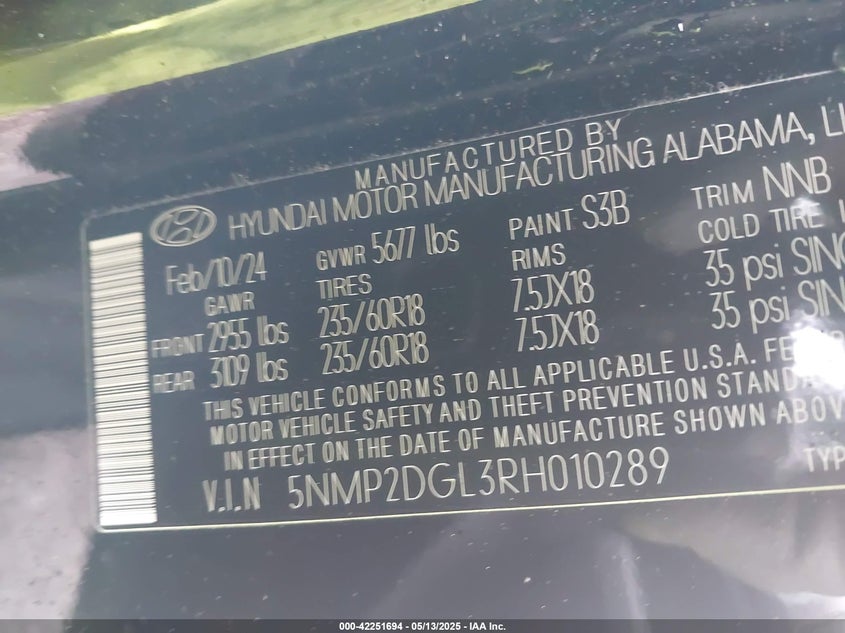 MANUFACTURED BY
HYUNDAI MOTOR MANUFACTURING ALABAMA,
Feb/10/24 GVWR 5677 lbs PAINT S3B TRIM NNB
GAWR TIRES RIMS COLD TIRE
FRONT 2955 lbs 235/60R18 7.5JX18 35 psi
REAR 3109 lbs 235/60R18 7.5JX18 35 psi
THIS VEHICLE CONFORMS TO ALL APPLICABLE U.S.A.
MOTOR VEHICLE SAFETY AND THEFT PREVENTION
IN EFFECT ON THE DATE OF MANUFACTURE SHOWN ABOVE
V.I.N 5NMP2DGL3RH010289
000-42251694 - 05/13/2025 - IAA Inc.